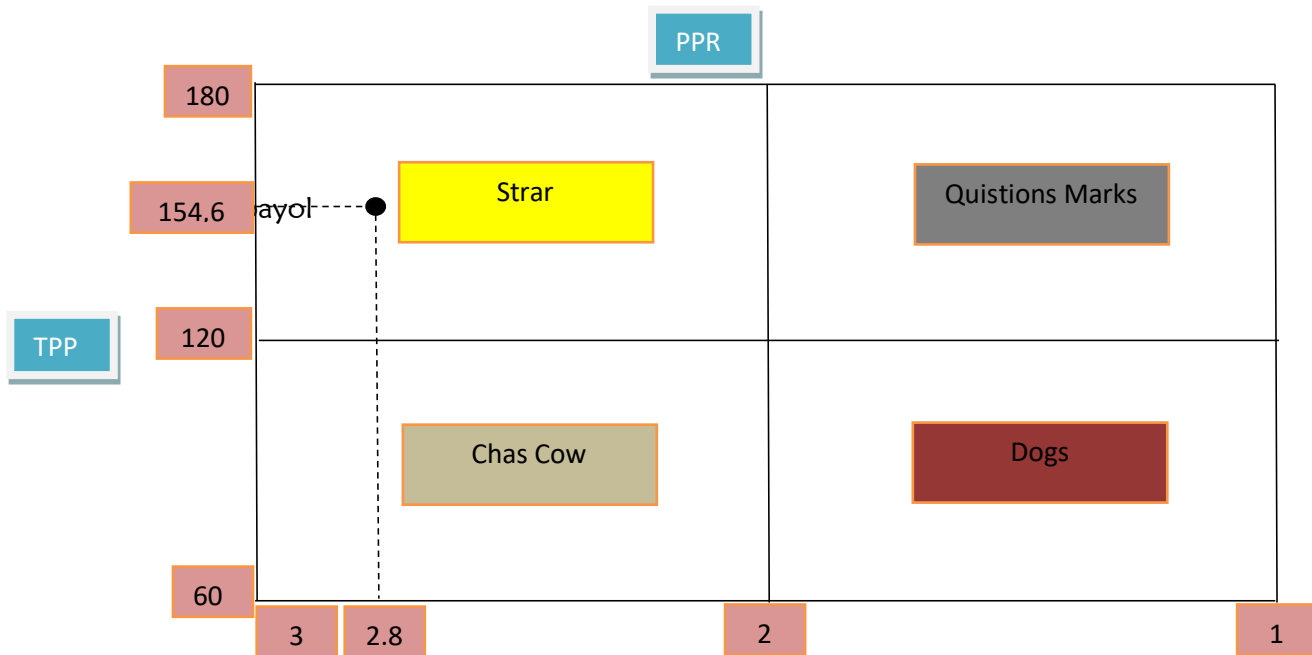 PPR
180
Strar
Quistions Marks
154.6
ayol
120
TPP
Chas Cow
Dogs
60
3
2.8
2
1